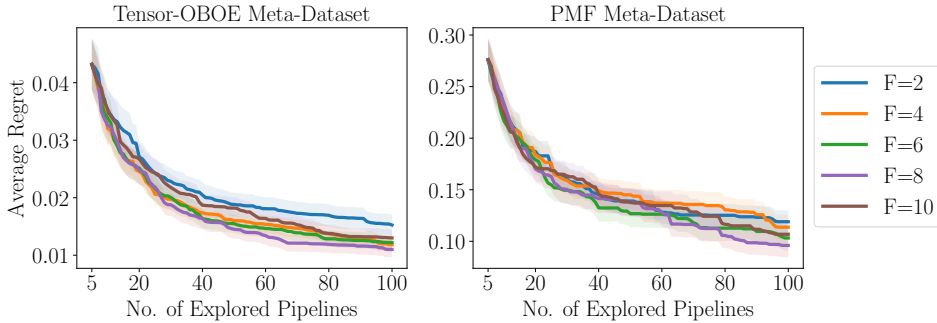 Tensor-OBOE Meta-Dataset
Average Regret
0.04
0.03
0.02
0.01
5 20 40 60 80 100
No. of Explored Pipelines
PMF Meta-Dataset
0.30
0.25
0.20
0.15
0.10
5 20 40 60 80 100
No. of Explored Pipelines
F=2
F=4
F=6
F=8
F=10